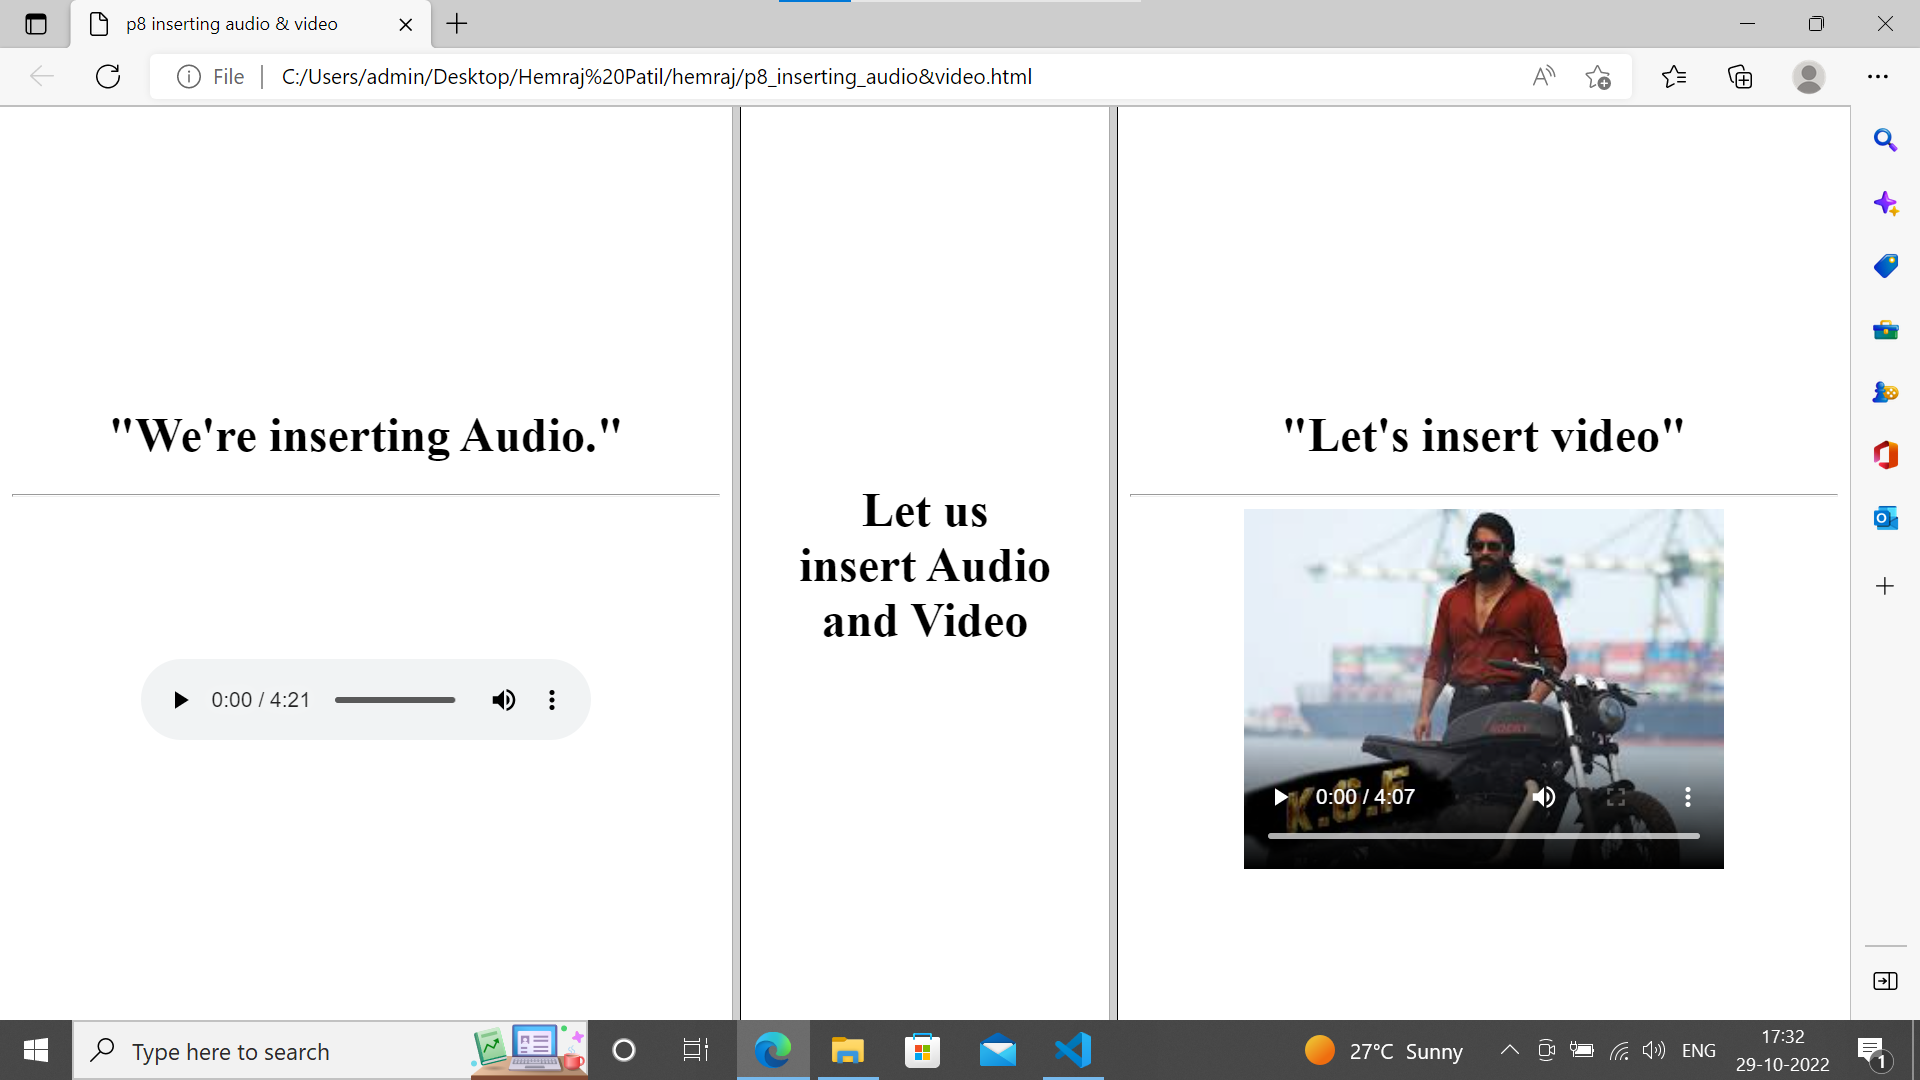 p8 inserting audio & video
File
C:/Users/admin/Desktop/Hemraj%20Patil/hemraj/p8_inserting_audio&video.html
"We're inserting Audio."
0:00 / 4:21
Let us
insert Audio
and Video
"Let's insert video"
ROCKY
K.G.F
0:00 / 4:07
Type here to search
27°C Sunny
ENG
17:32
29-10-2022
1